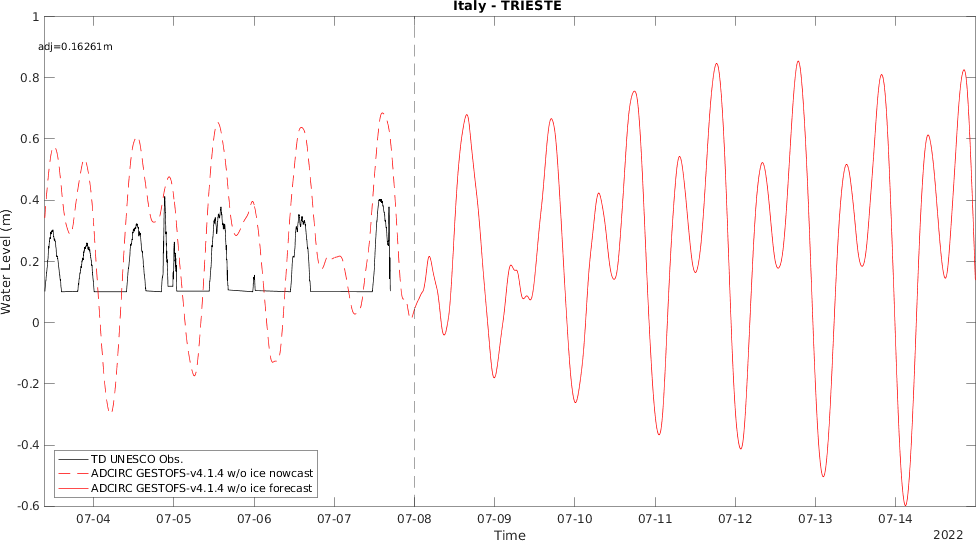 Italy - TRIESTE
adj=0.16261m
Water Level (m)
1
0.8
0.6
0.4
0.2
0
-0.2
-0.4
-0.6
TD UNESCO Obs.
ADCIRC GESTOFS-v4.1.4 w/o ice nowcast
ADCIRC GESTOFS-v4.1.4 w/o ice forecast
07-04 07-05 07-06 07-07 07-08 07-09 07-10 07-11 07-12 07-13 07-14
Time
2022